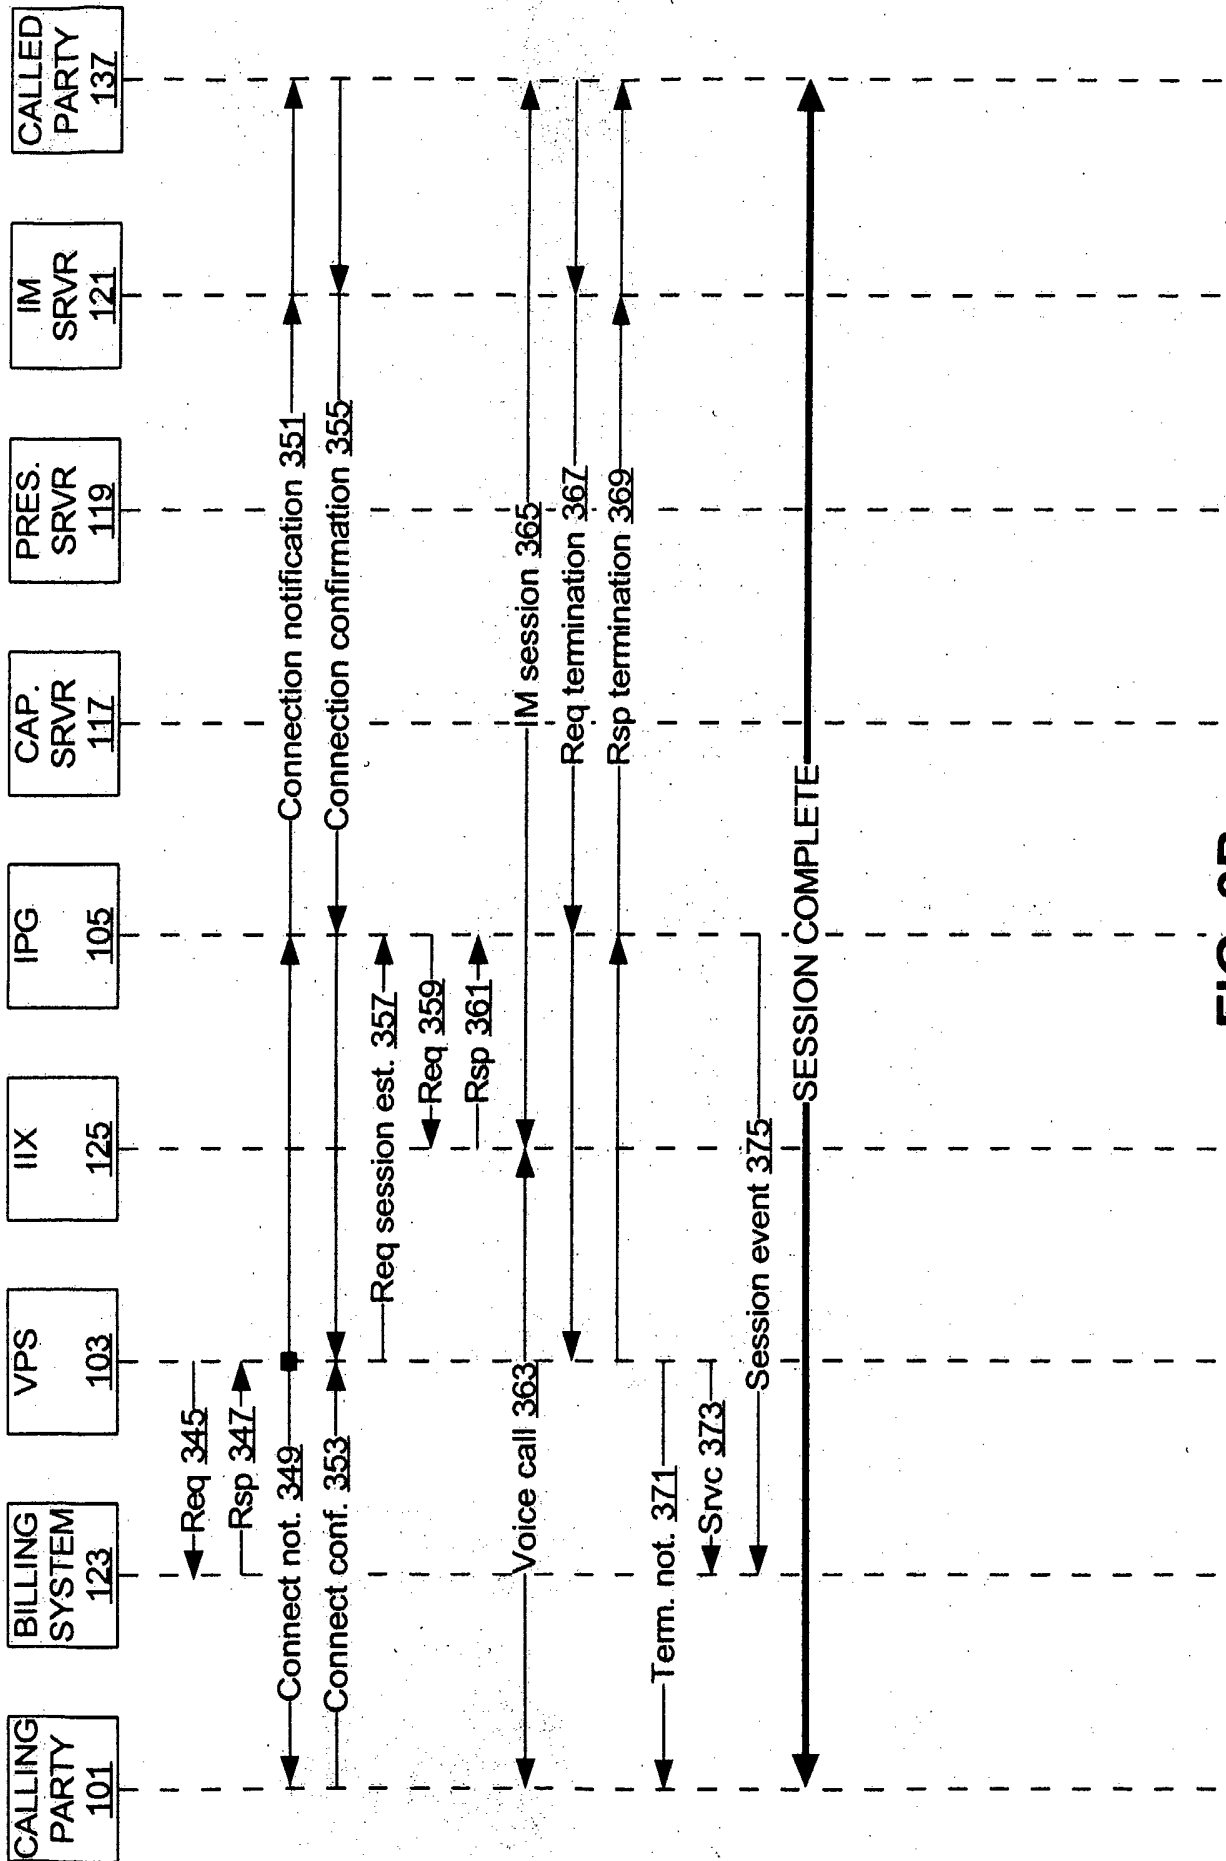 CALLING
PARTY
101
BILLING
SYSTEM
123
VPS
103
IIX
125
IPG
105
CAP.
SRVR
117
PRES.
SRVR
119
IM
SRVR
121
CALLED
PARTY
137
Req 345
Rsp 347
Connect not. 349
Connection notification 351
Connect conf. 353
Connection confirmation 355
Req session est. 357
Req 359
Rsp 361
Voice call 363
IM session 365
Req termination 367
Rsp termination 369
Term. not. 371
Srvc 373
Session event 375
SESSION COMPLETE